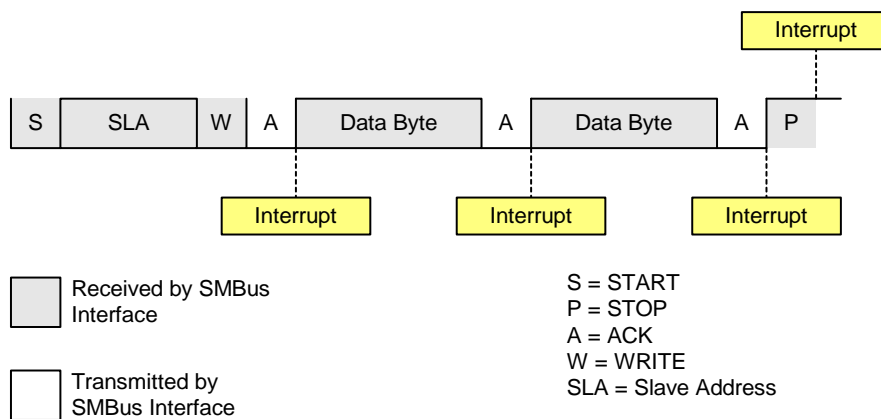 Interrupt
S SLA W A Data Byte A Data Byte A P
Interrupt Interrupt Interrupt
Received by SMBus
Interface
Transmitted by
SMBus Interface
S = START
P = STOP
A = ACK
W = WRITE
SLA = Slave Address